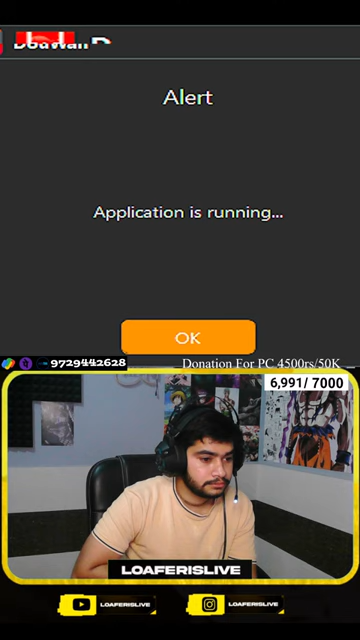 Alert
Application is running...
OK
9729442628
Donation For PC 4500rs/50K
6,991/ 7000
LOAFERISLIVE
LOAFERISLIVE
LOAFERISLIVE